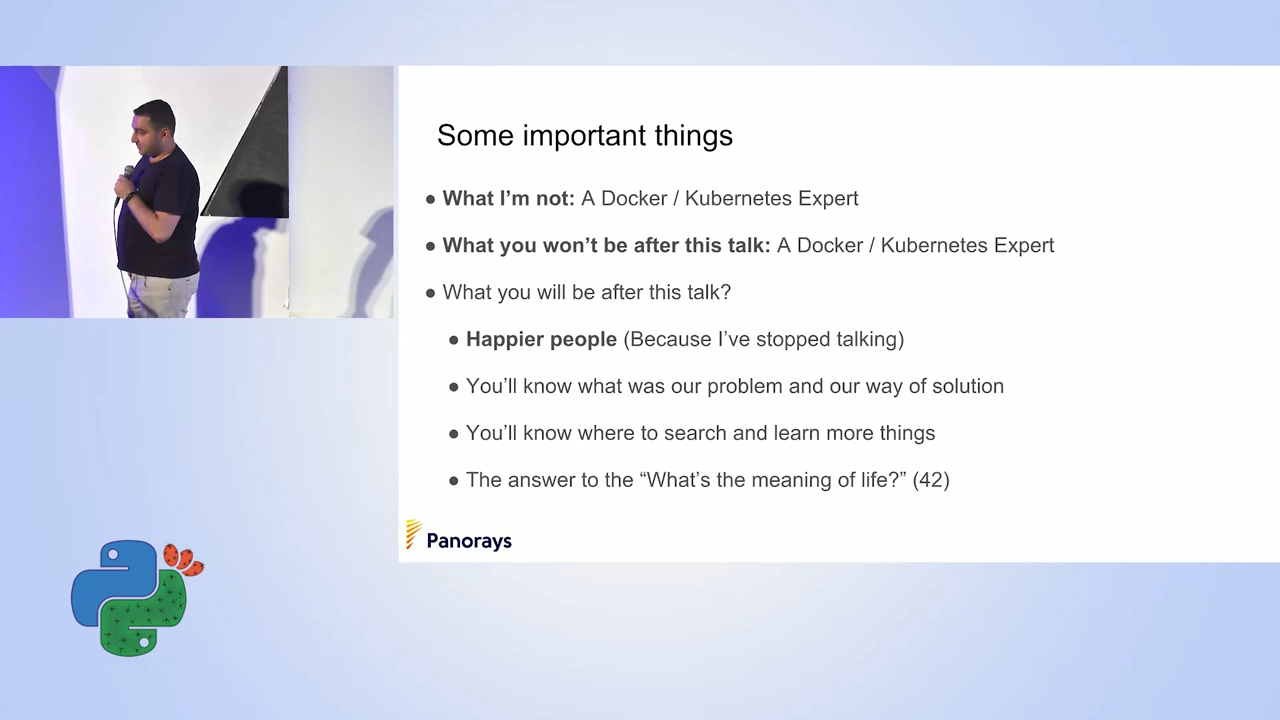 Some important things
● What I’m not: A Docker / Kubernetes Expert
● What you won’t be after this talk: A Docker / Kubernetes Expert
● What you will be after this talk?
● Happier people (Because I’ve stopped talking)
● You’ll know what was our problem and our way of solution
● You’ll know where to search and learn more things
● The answer to the “What’s the meaning of life?” (42)
Panorays